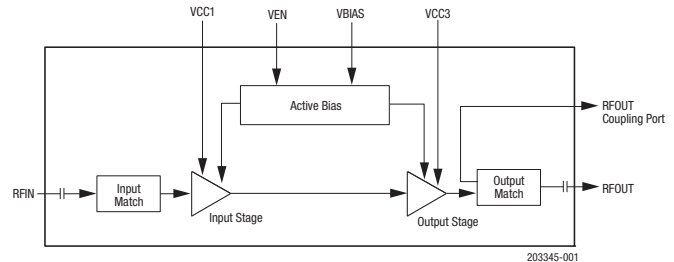 VCC1
VEN
VBIAS
VCC3
Active Bias
RFOUT
Coupling Port
RFIN
Input
Match
Input Stage
Output Stage
Output
Match
RFOUT
203345-001